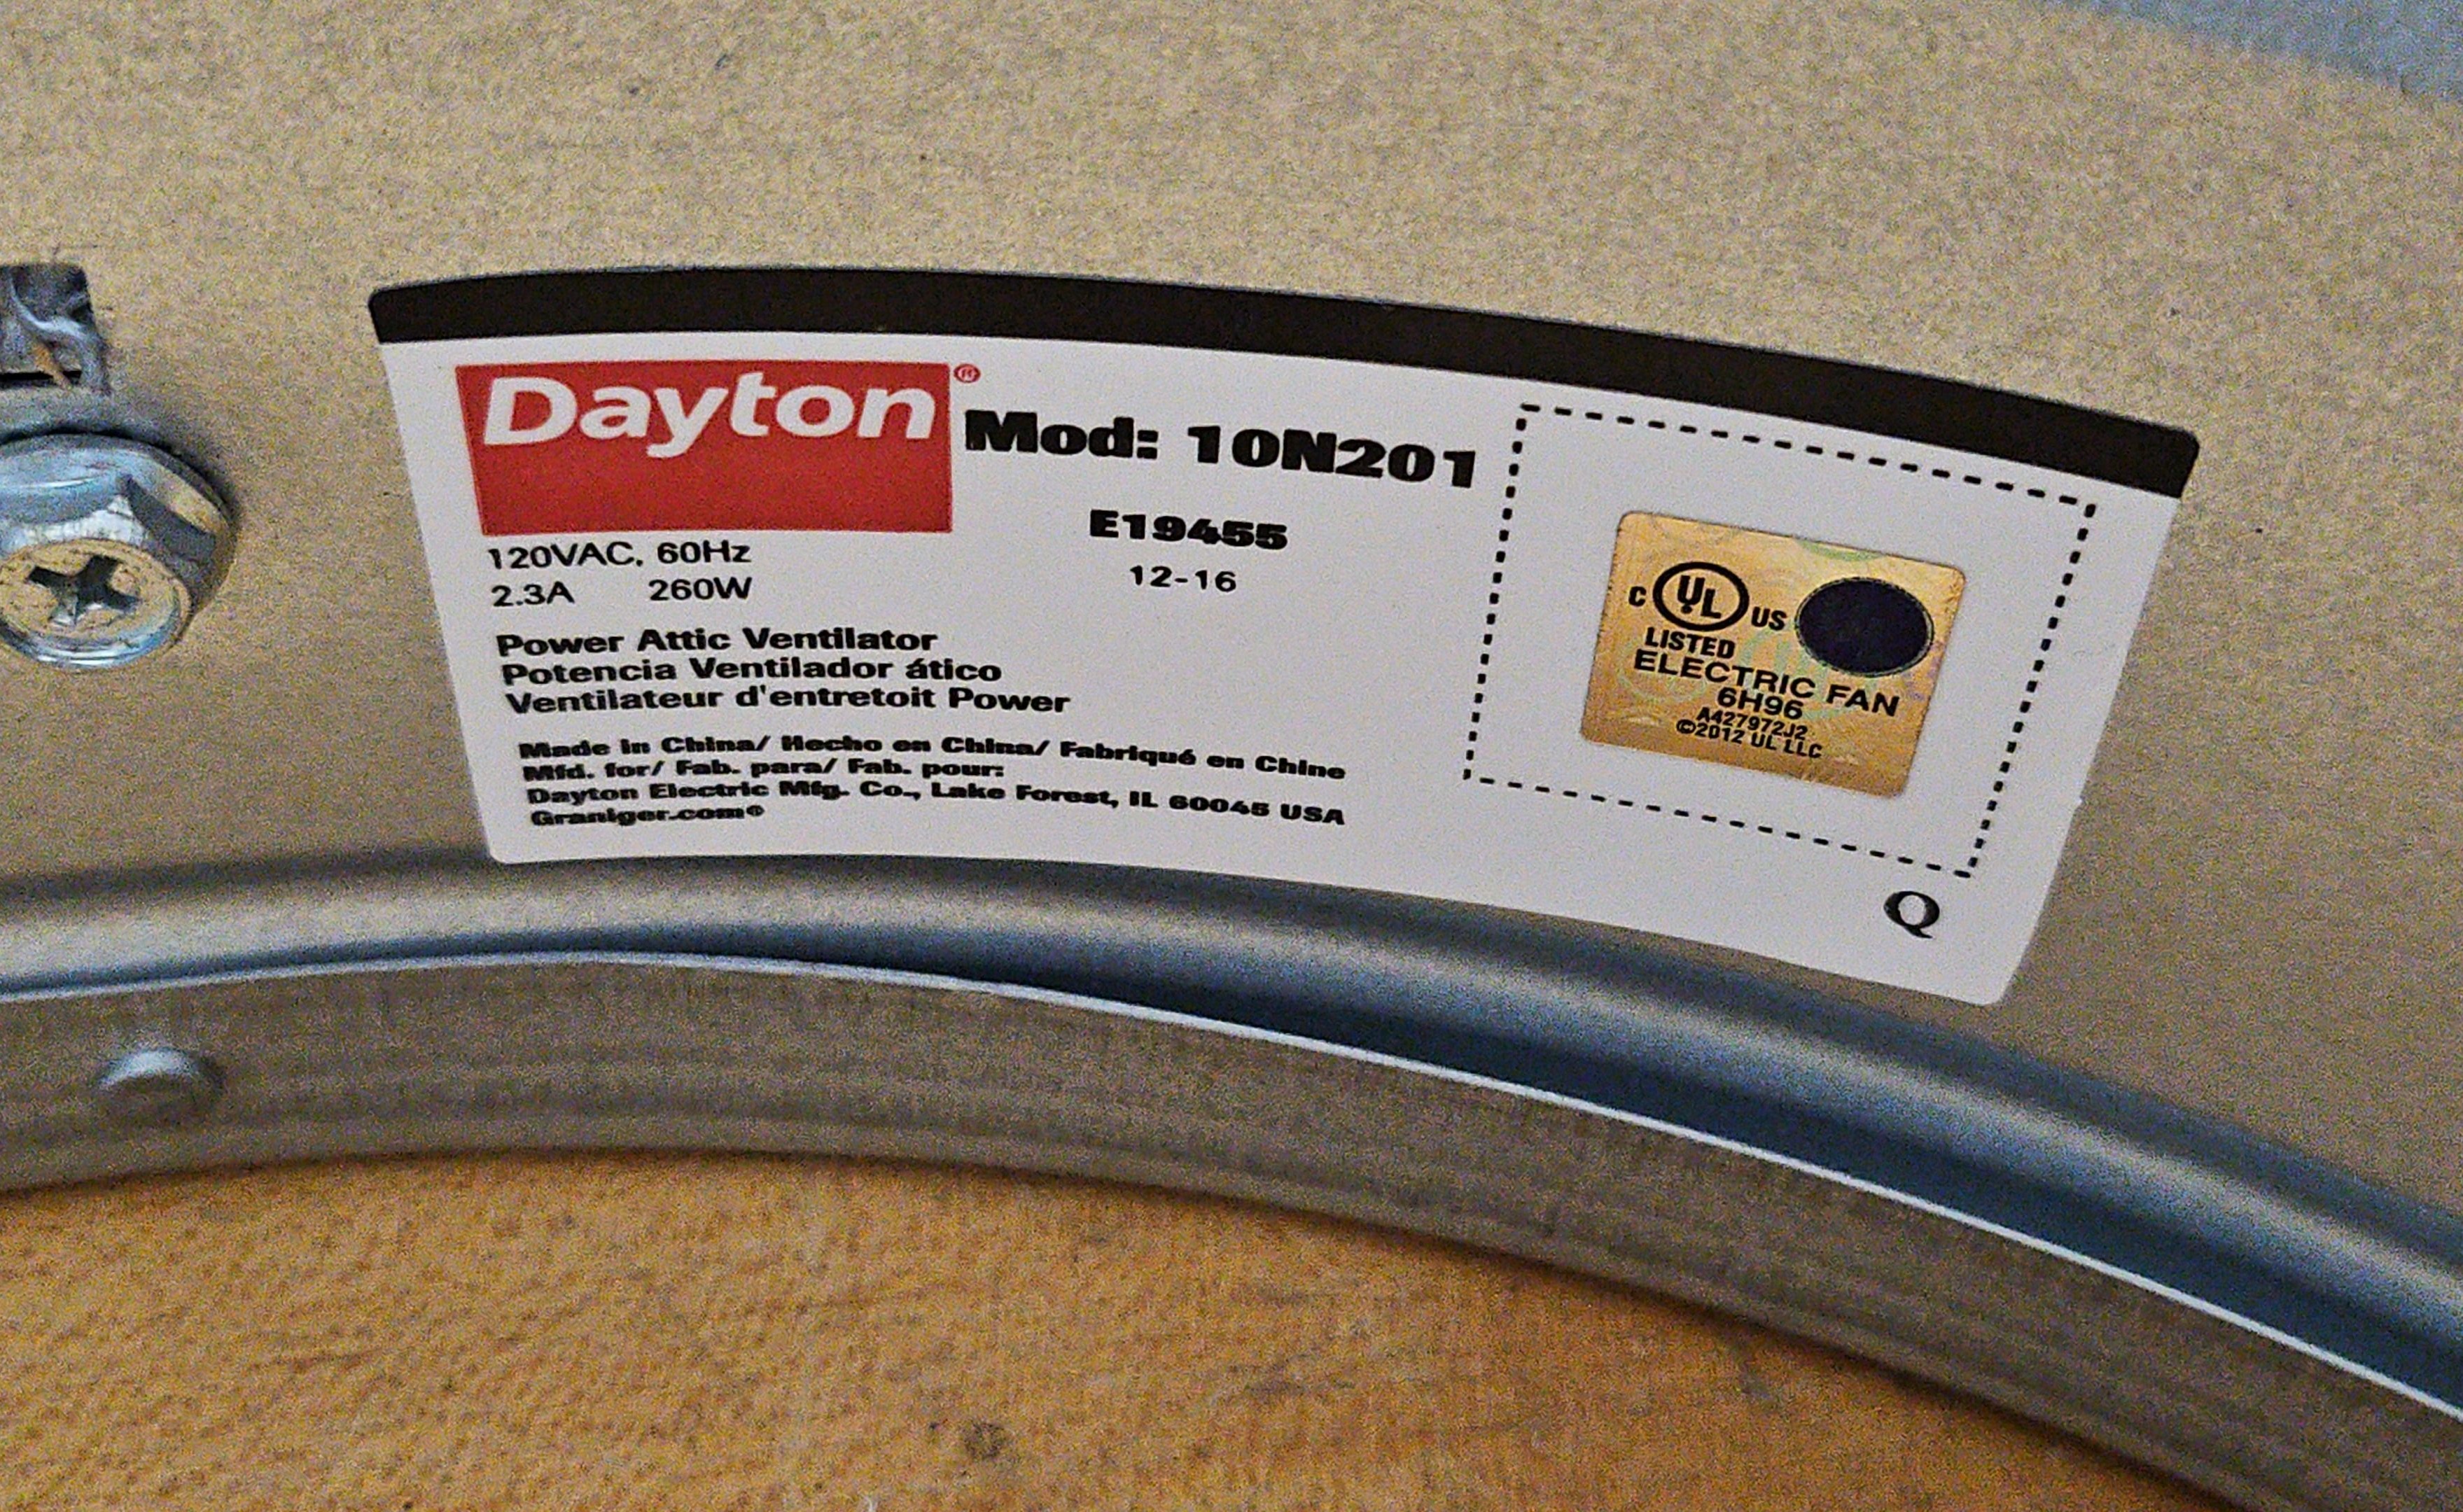 Dayton®
Mod: 10N201
E19455
12-16
120VAC, 60Hz
2.3A 260W
Power Attic Ventilator
Potencia Ventilador ático
Ventilateur d'entretoit Power
Made in China/ Hecho en China/ Fabriqué en Chine
Mfd. for/ Fab. para/ Fab. pour:
Dayton Electric Mfg. Co., Lake Forest, IL 60045 USA
Graniger.com®
C UL US
LISTED
ELECTRIC FAN
6H96
A427972J2
©2012 UL LLC
Q